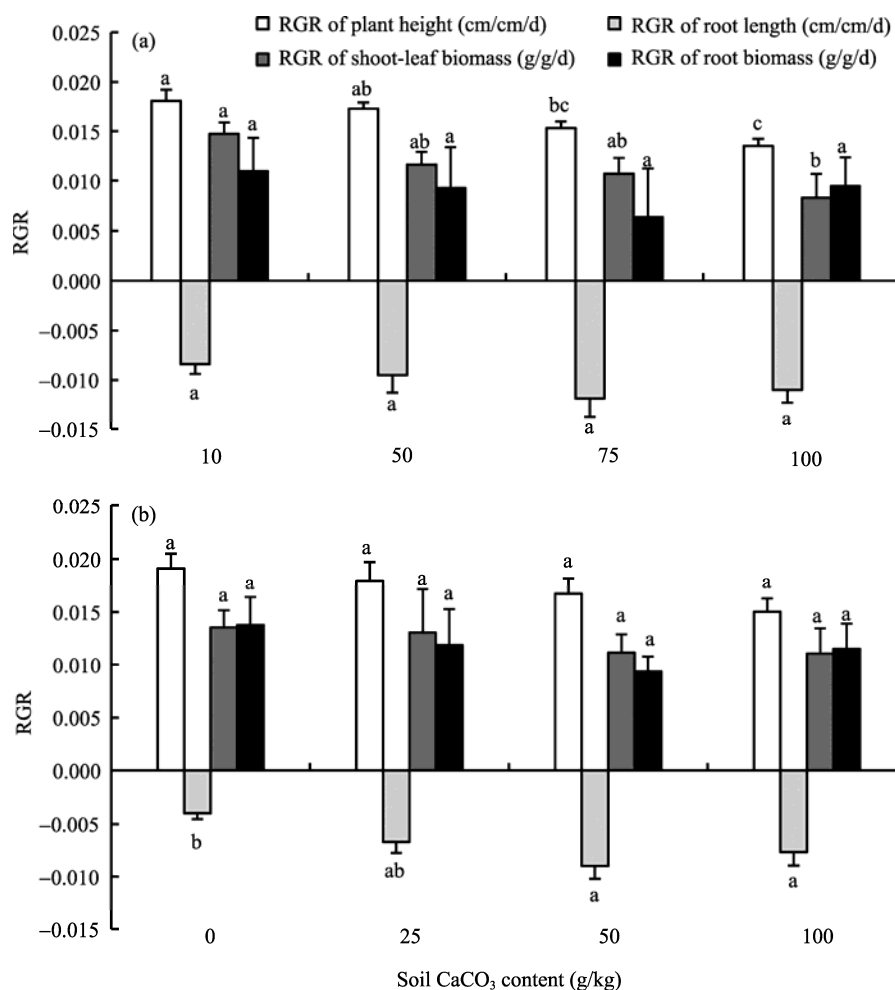 RGR of plant height (cm/cm/d) RGR of root length (cm/cm/d)
RGR of shoot-leaf biomass (g/g/d) RGR of root biomass (g/g/d)
(a)
0.025
0.020
0.015
0.010
0.005
0.000
−0.005
−0.010
−0.015
RGR
a a a
ab ab a
bc ab a
c b a
a a a a
10 50 75 100
(b)
0.025
0.020
0.015
0.010
0.005
0.000
−0.005
−0.010
−0.015
RGR
a a a
a a a
a a a
a a a
b ab a a
0 25 50 100
Soil CaCO₃ content (g/kg)